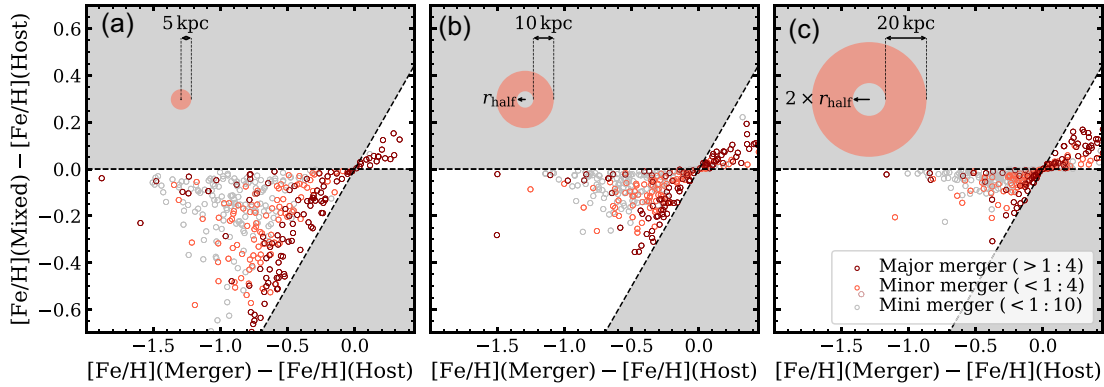 (a)
5 kpc
(b)
10 kpc
r_half
(c)
20 kpc
2 × r_half
0.6
0.4
0.2
0.0
−0.2
−0.4
−0.6
[Fe/H](Mixed) − [Fe/H](Host)
Major merger (> 1 : 4)
Minor merger (< 1 : 4)
Mini merger (< 1 : 10)
−1.5 −1.0 −0.5 0.0
−1.5 −1.0 −0.5 0.0
−1.5 −1.0 −0.5 0.0
[Fe/H](Merger) − [Fe/H](Host)
[Fe/H](Merger) − [Fe/H](Host)
[Fe/H](Merger) − [Fe/H](Host)